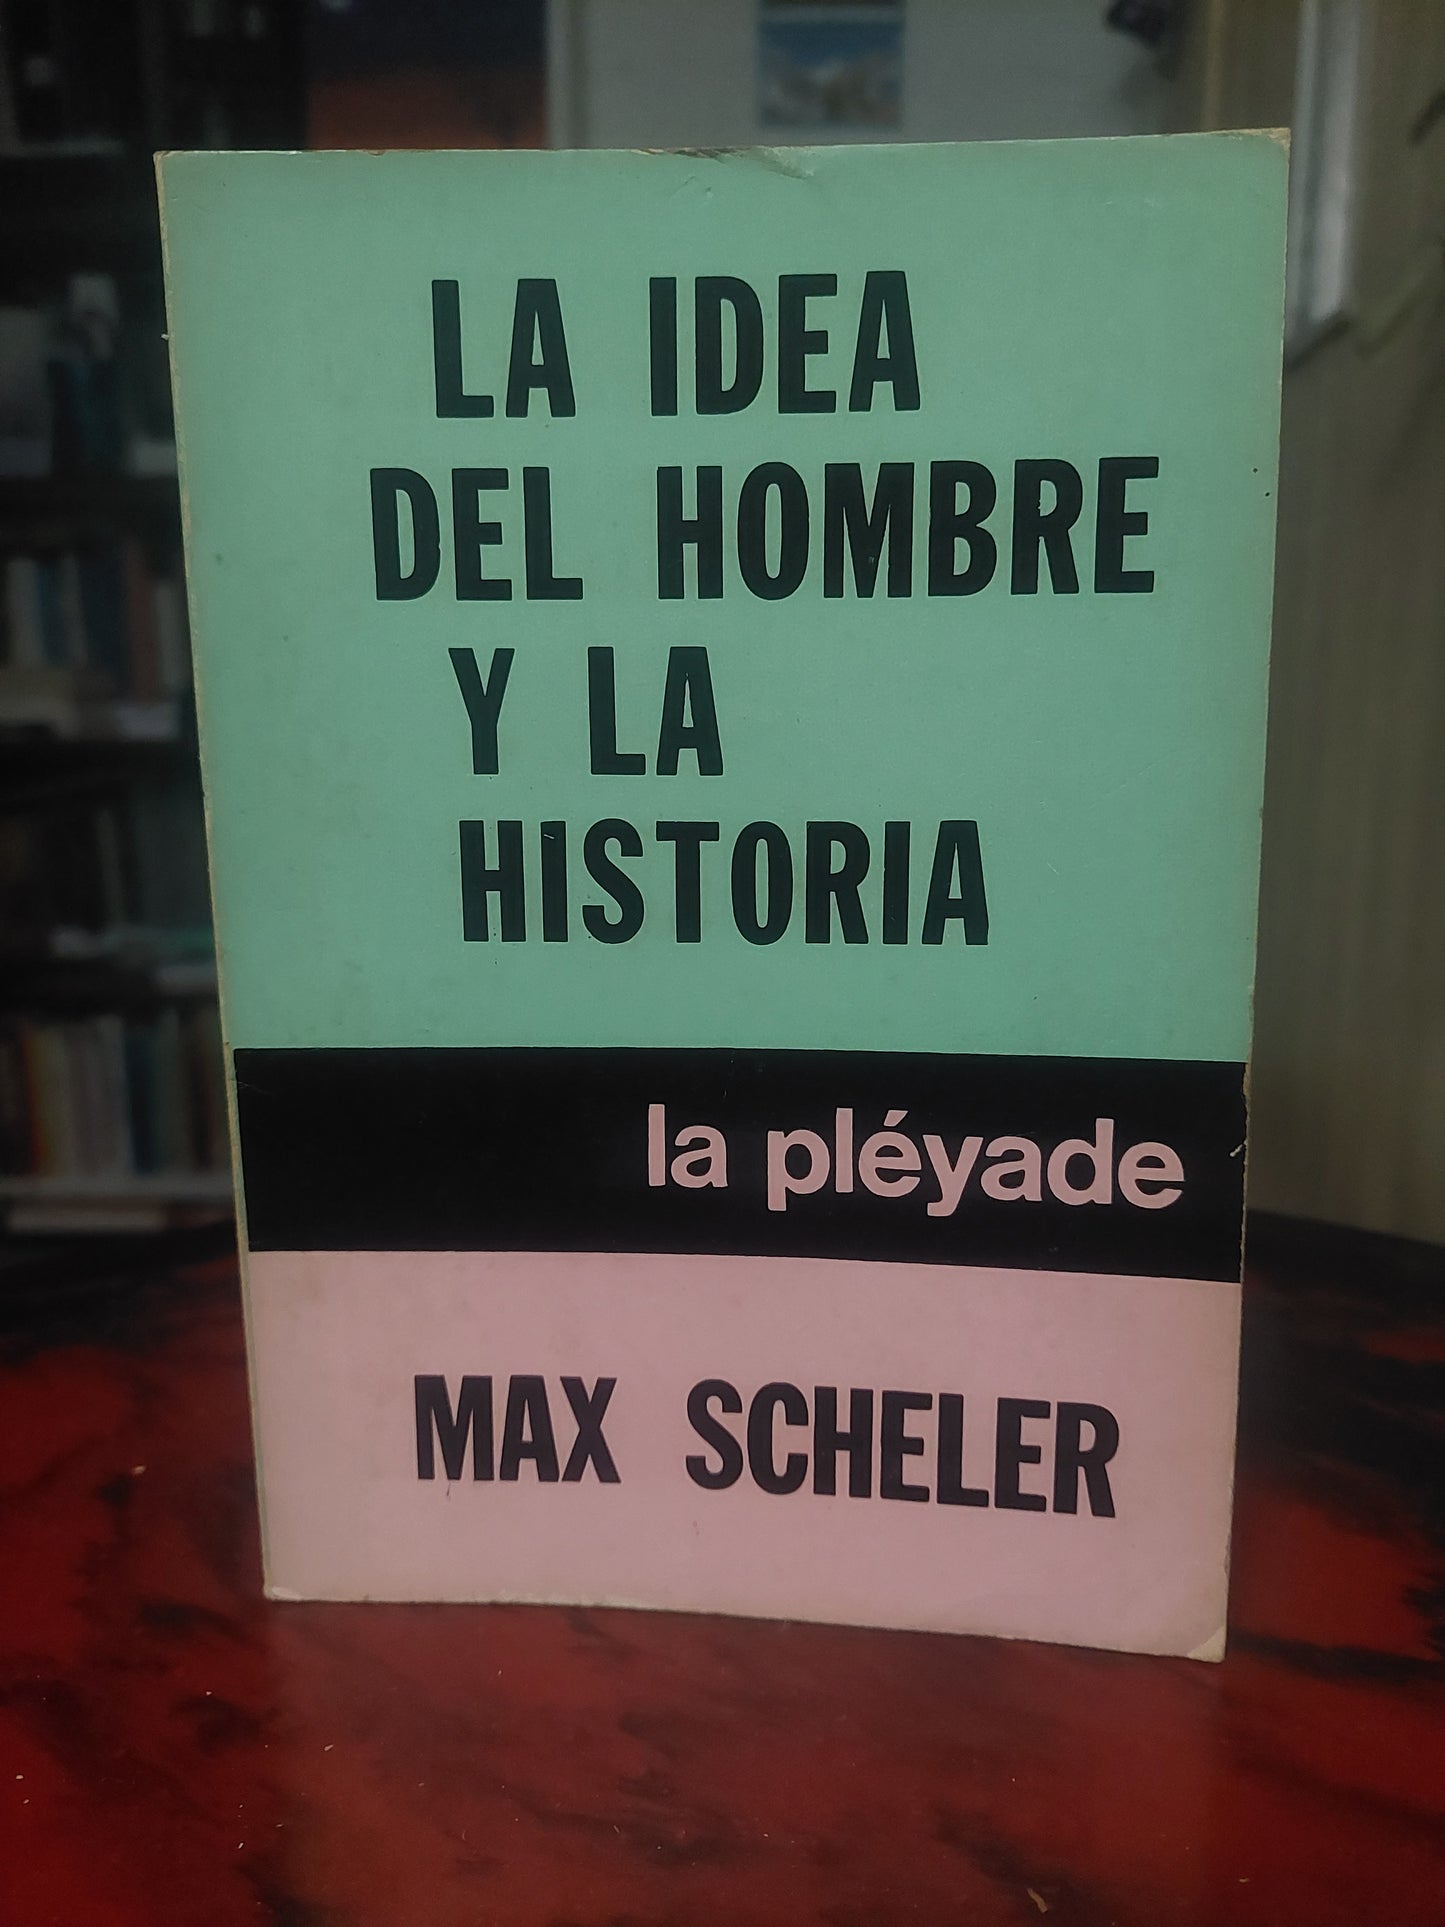 LA IDEA
DEL HOMBRE
Y LA
HISTORIA
la pléyade
MAX SCHELER